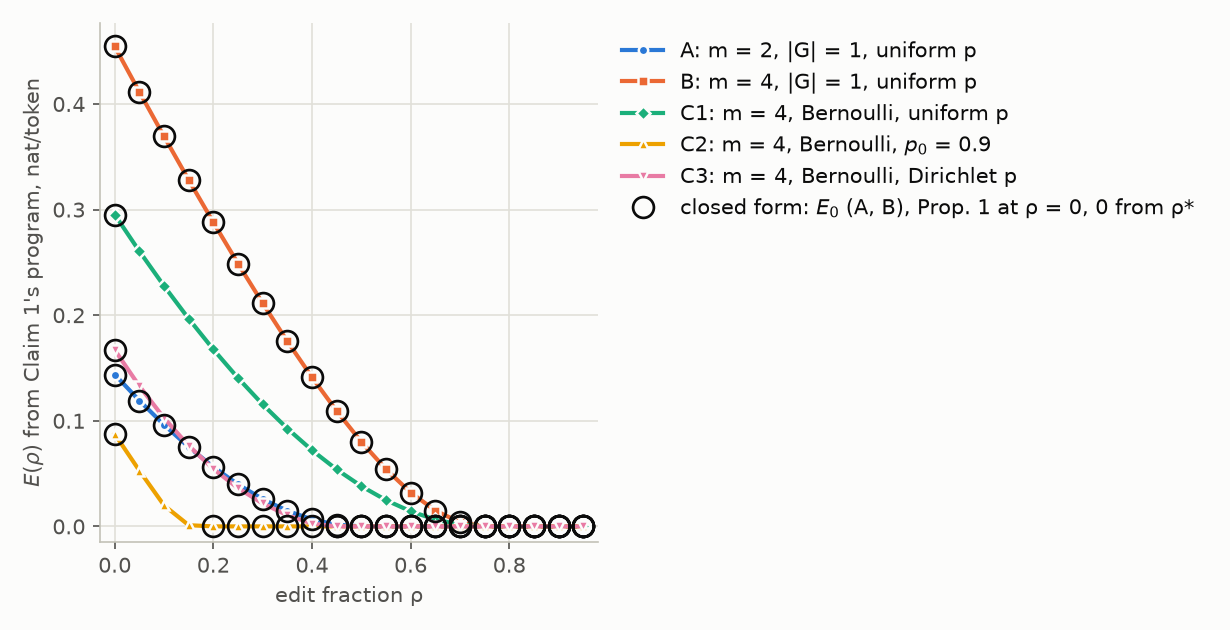 E(ρ) from Claim 1's program, nat/token
0.4
0.3
0.2
0.1
0.0
0.0 0.2 0.4 0.6 0.8
edit fraction ρ
A: m = 2, |G| = 1, uniform p
B: m = 4, |G| = 1, uniform p
C1: m = 4, Bernoulli, uniform p
C2: m = 4, Bernoulli, p₀ = 0.9
C3: m = 4, Bernoulli, Dirichlet p
closed form: E₀ (A, B), Prop. 1 at ρ = 0, 0 from ρ*